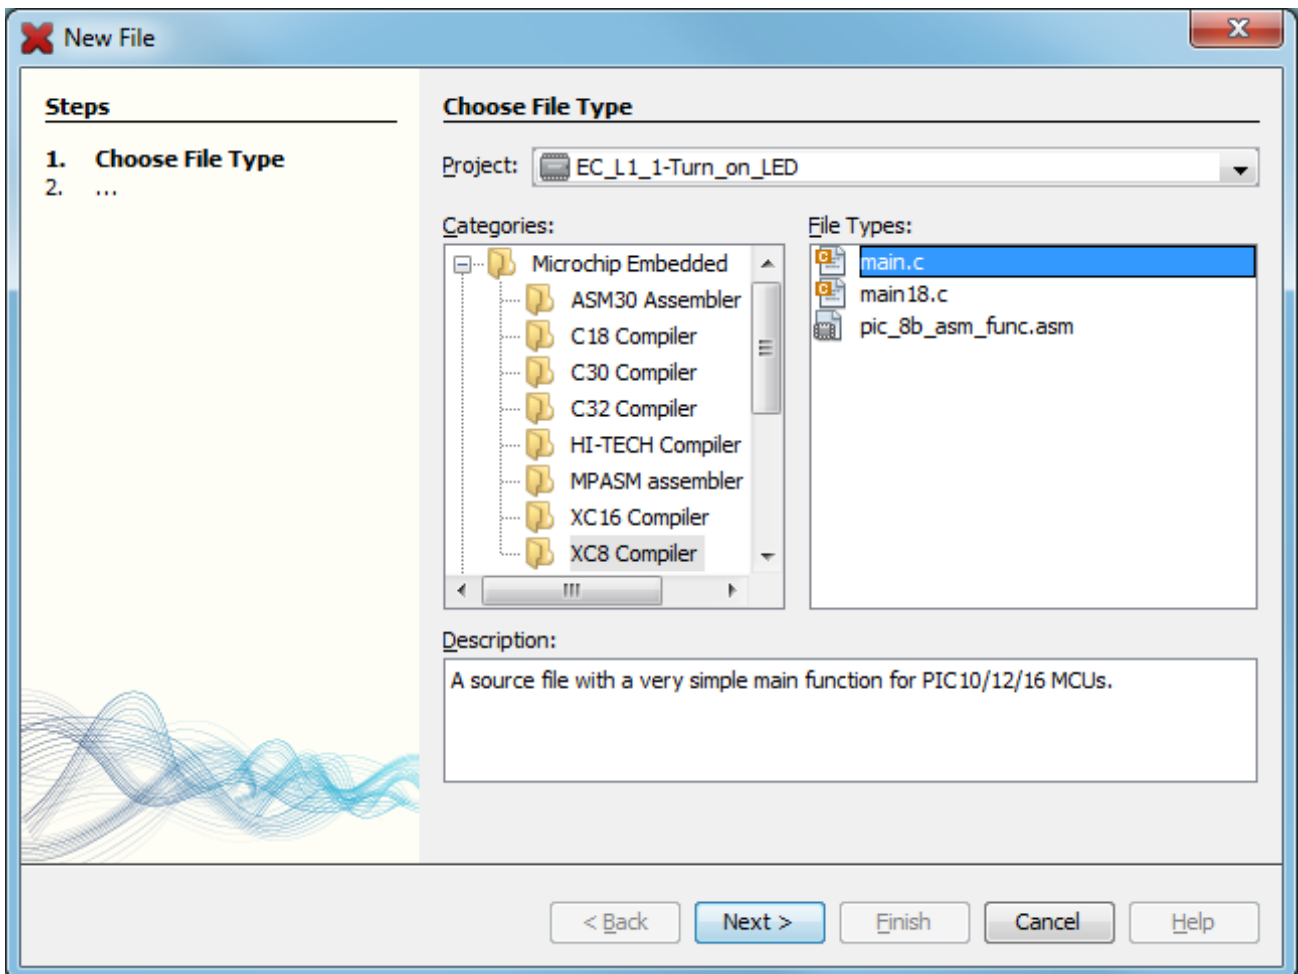 New File
Steps
1. Choose File Type
2. ...
Choose File Type
Project: EC_L1_1-Turn_on_LED
Categories:
Microchip Embedded
ASM30 Assembler
C18 Compiler
C30 Compiler
C32 Compiler
HI-TECH Compiler
MPASM assembler
XC16 Compiler
XC8 Compiler
File Types:
main.c
main18.c
pic_8b_asm_func.asm
Description:
A source file with a very simple main function for PIC10/12/16 MCUs.
< Back Next > Finish Cancel Help